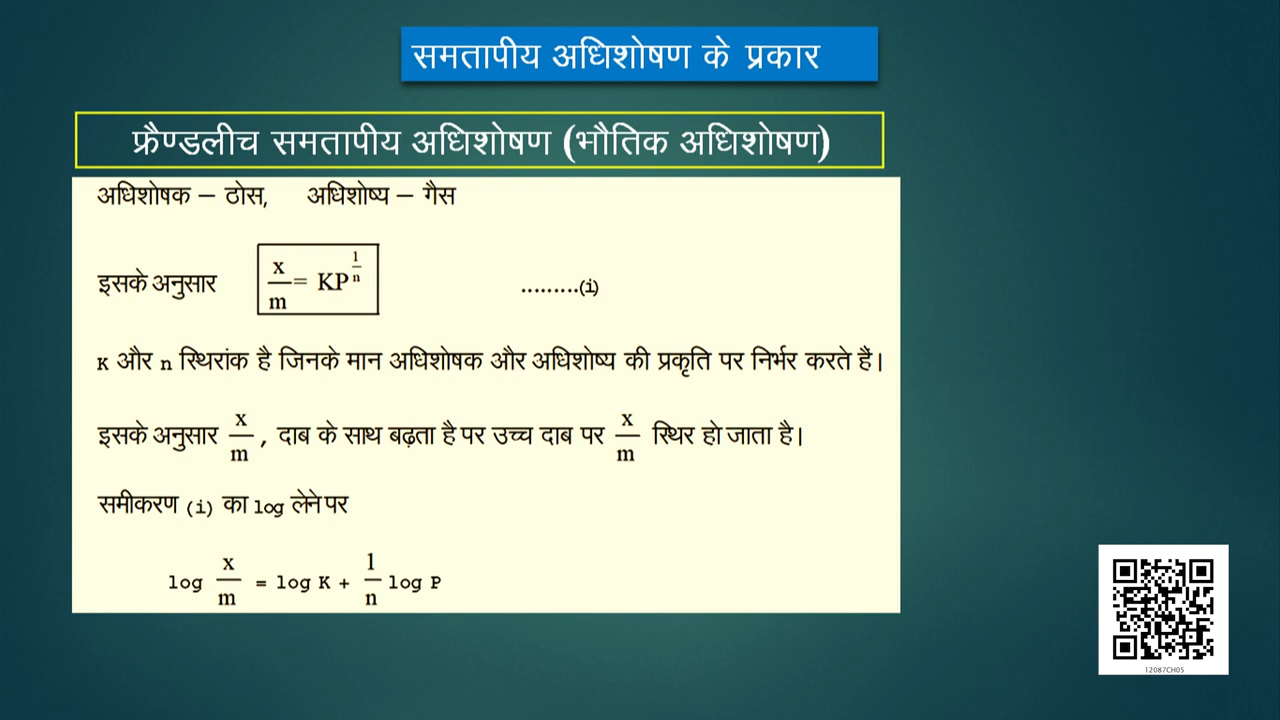 समतापीय अधिशोषण के प्रकार
फ्रैण्डलीच समतापीय अधिशोषण (भौतिक अधिशोषण)
अधिशोषक – ठोस, अधिशोष्य – गैस
इसके अनुसार x/m = KP^(1/n) .........(i)
K और n स्थिरांक है जिनके मान अधिशोषक और अधिशोष्य की प्रकृति पर निर्भर करते हैं।
इसके अनुसार x/m , दाब के साथ बढ़ता है पर उच्च दाब पर x/m स्थिर हो जाता है।
समीकरण (i) का log लेने पर
log x/m = log K + 1/n log P
12087CH05